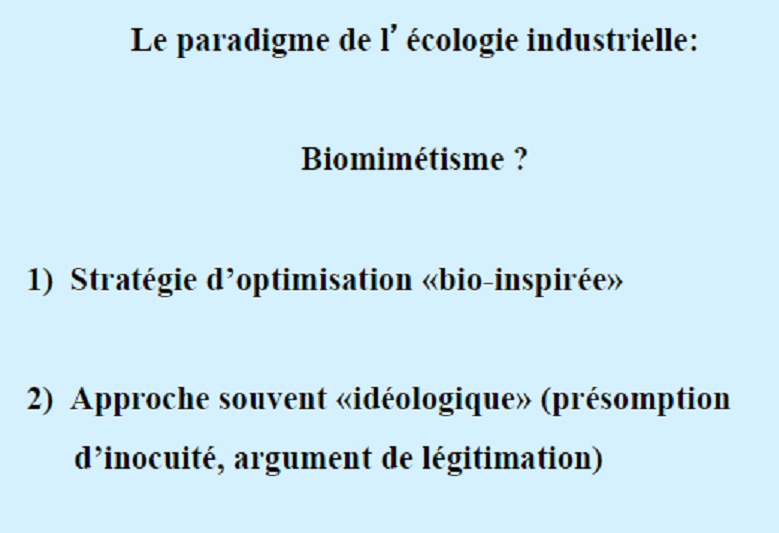 Le paradigme de l’ écologie industrielle:
Biomimétisme ?
1) Stratégie d’optimisation «bio-inspirée»
2) Approche souvent «idéologique» (présomption
d’inocuité, argument de légitimation)